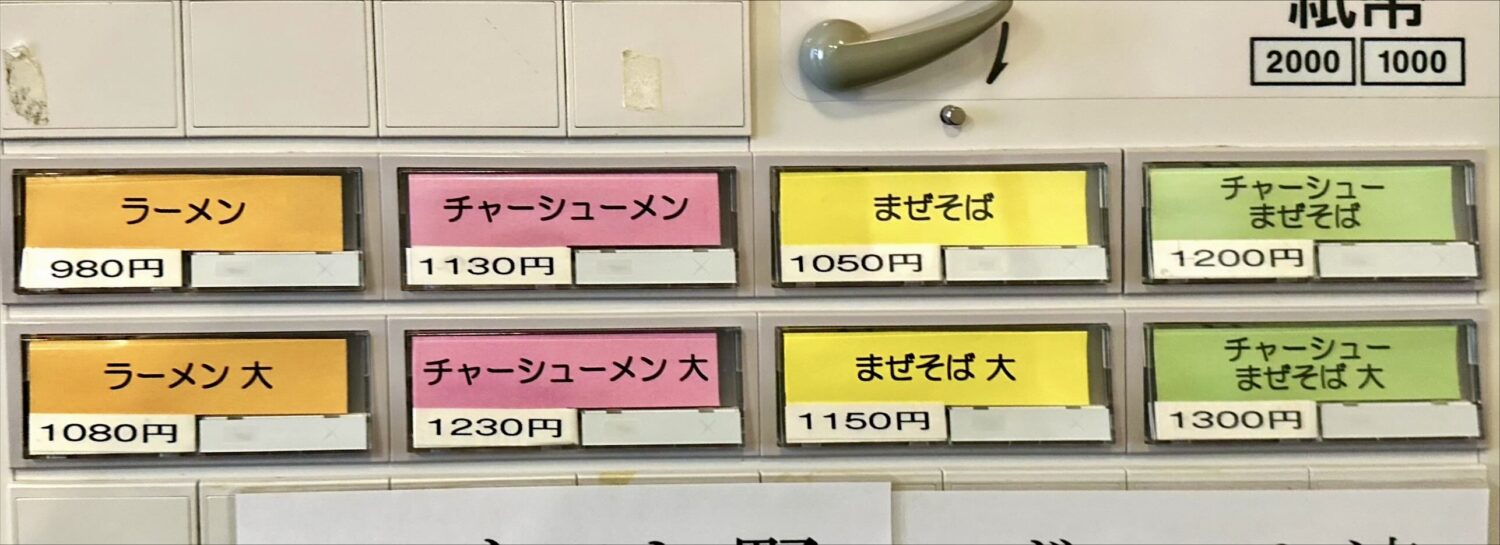 紙幣
2000 1000
ラーメン
980円
チャーシューメン
1130円
まぜそば
1050円
チャーシュー
まぜそば
1200円
ラーメン 大
1080円
チャーシューメン 大
1230円
まぜそば 大
1150円
チャーシュー
まぜそば 大
1300円